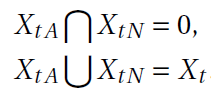 X_{tA} ⋂ X_{tN} = 0,
X_{tA} ⋃ X_{tN} = X_t